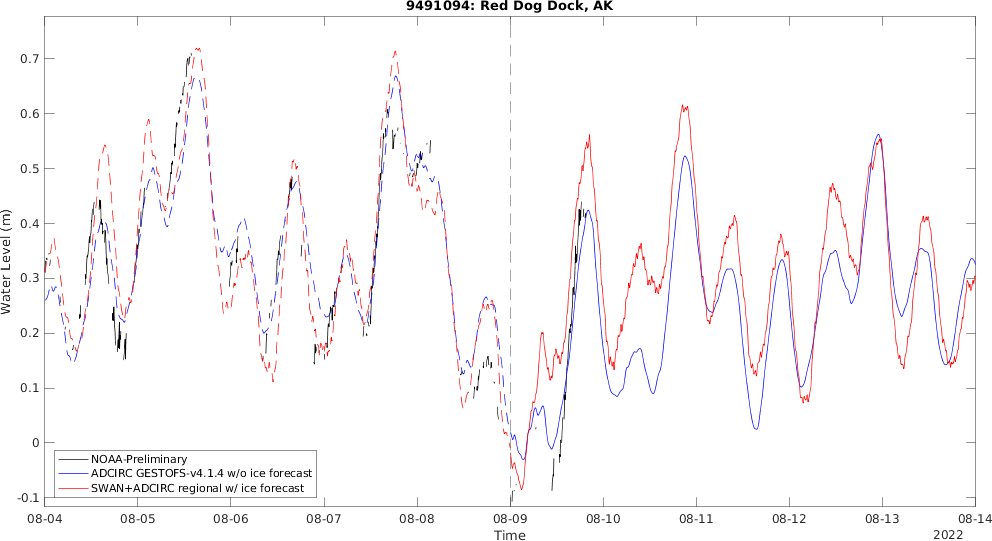 9491094: Red Dog Dock, AK
Water Level (m)
0.7
0.6
0.5
0.4
0.3
0.2
0.1
0
-0.1
NOAA-Preliminary
ADCIRC GESTOFS-v4.1.4 w/o ice forecast
SWAN+ADCIRC regional w/ ice forecast
08-04 08-05 08-06 08-07 08-08 08-09 08-10 08-11 08-12 08-13 08-14
Time
2022